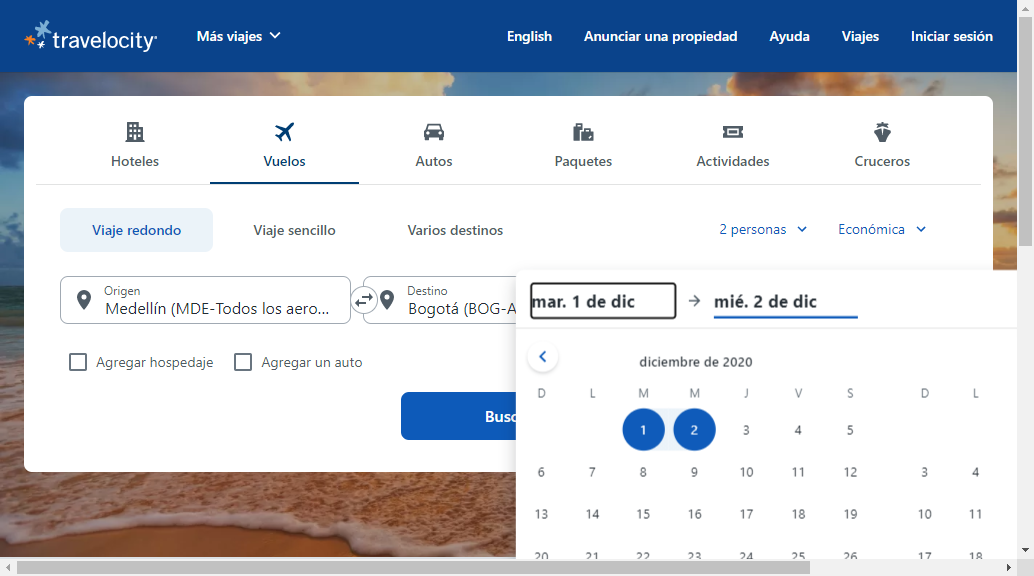 travelocity
Más viajes
English
Anunciar una propiedad
Ayuda
Viajes
Iniciar sesión
Hoteles
Vuelos
Autos
Paquetes
Actividades
Cruceros
Viaje redondo
Viaje sencillo
Varios destinos
2 personas
Económica
Origen
Medellín (MDE-Todos los aero...
Destino
Bogotá (BOG-A
mar. 1 de dic
mié. 2 de dic
Agregar hospedaje
Agregar un auto
Busc
diciembre de 2020
D L M M J V S D L
1 2 3 4 5
6 7 8 9 10 11 12 3 4
13 14 15 16 17 18 19 10 11
20 21 22 23 24 25 26 17 18